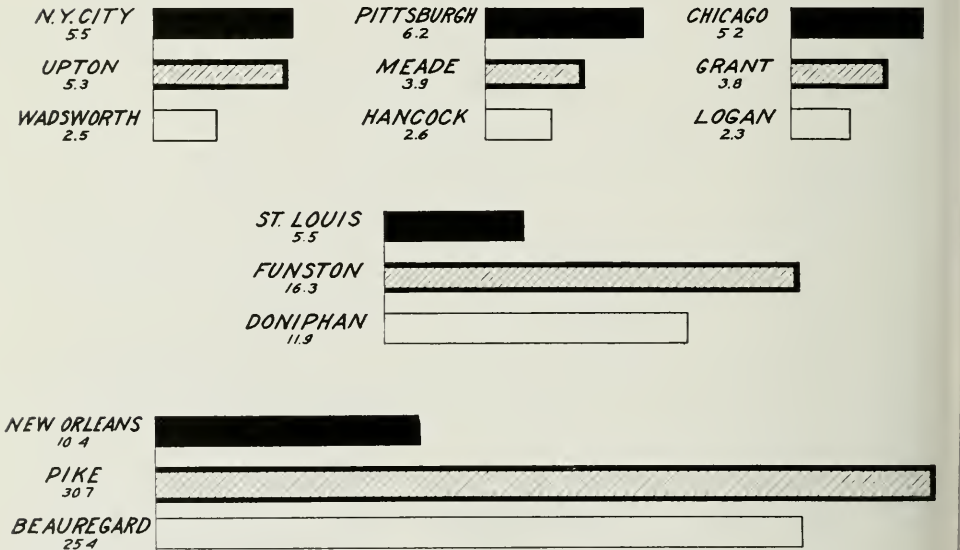 N.Y. CITY
5.5
UPTON
5.3
WADSWORTH
2.5
PITTSBURGH
6.2
MEADE
3.9
HANCOCK
2.6
CHICAGO
5 2
GRANT
3.8
LOGAN
2.3
ST. LOUIS
5.5
FUNSTON
16.3
DONIPHAN
11.9
NEW ORLEANS
10 4
PIKE
30 7
BEAUREGARD
25 4